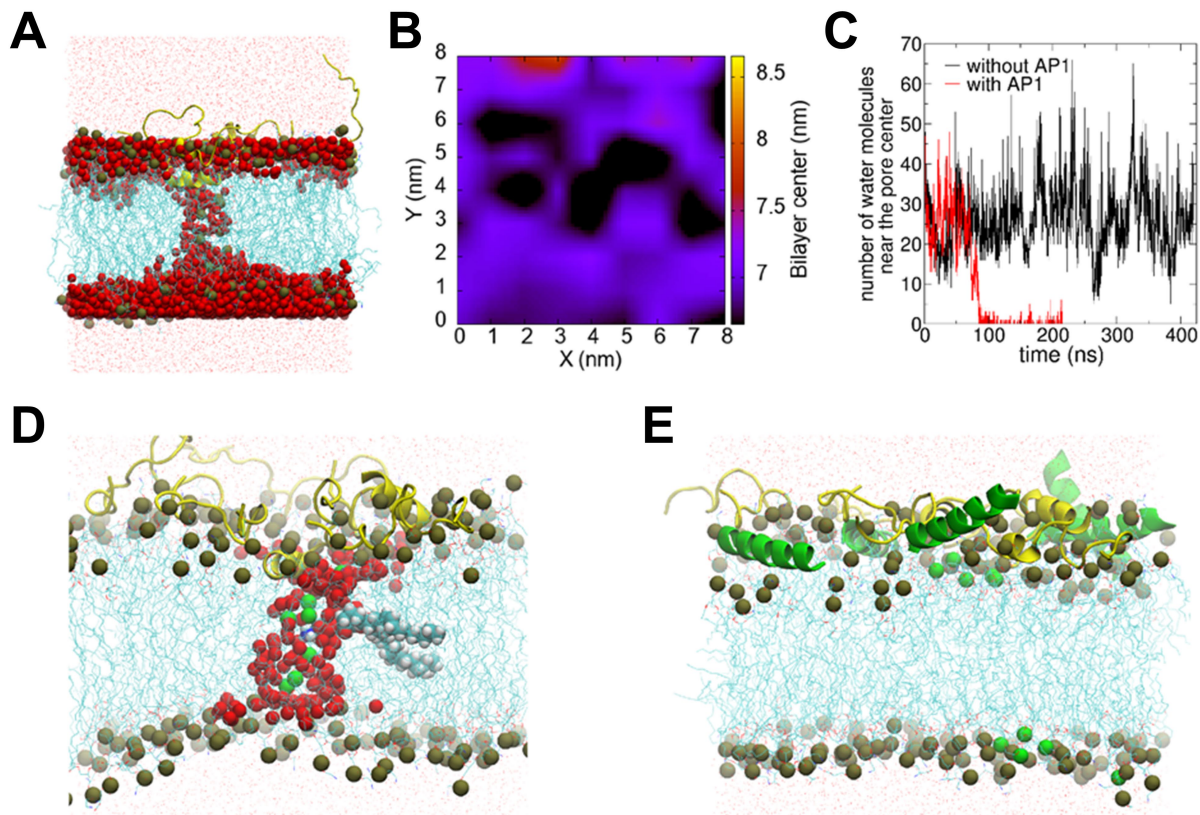 A
B
C
8
7
6
5
4
3
2
1
0
Y (nm)
0 1 2 3 4 5 6 7 8
X (nm)
8.5
8
7.5
7
Bilayer center (nm)
70
60
50
40
30
20
10
0
number of water molecules
near the pore center
without AP1
with AP1
0 100 200 300 400
time (ns)
D
E